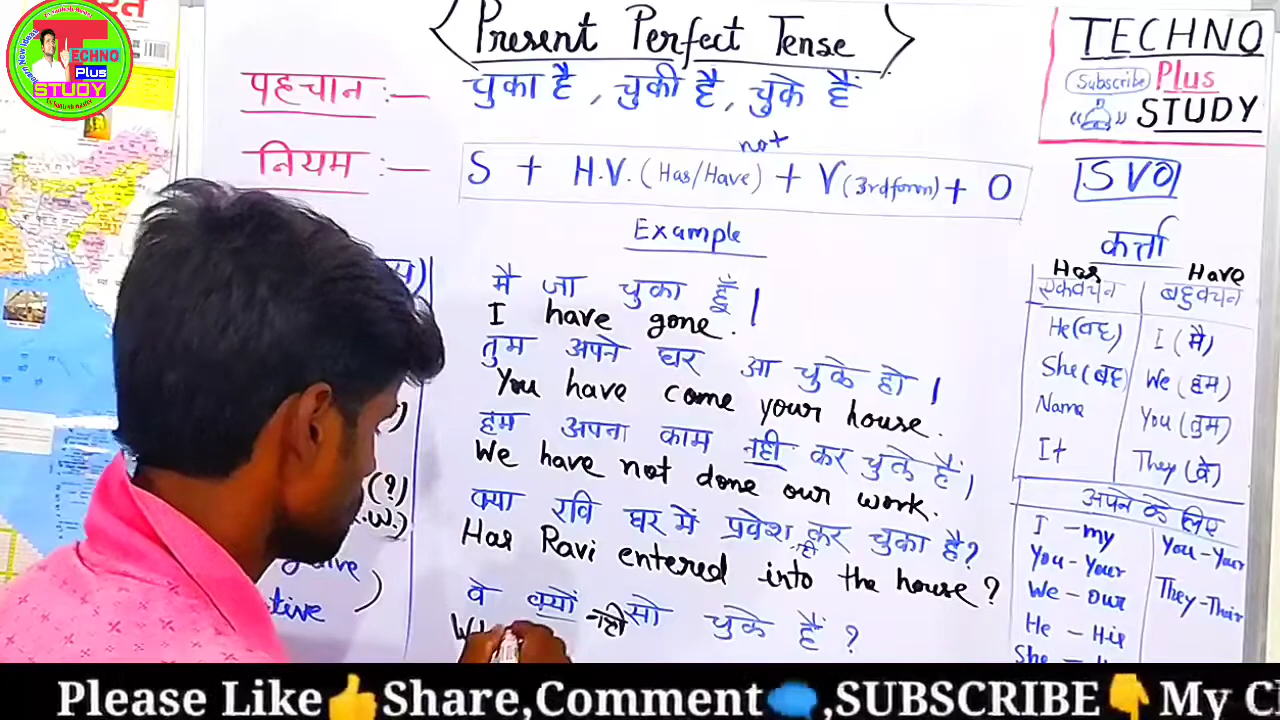 Present Perfect Tense
पहचान :— चुका है , चुकी है , चुके हैं
not
नियम :— S + H.V. (Has/Have) + V (3rd form) + O
Example
मै जा चुका हूँ |
I have gone.
तुम अपने घर आ चुके हो |
You have come your house.
हम अपना काम नही कर चुके हैं |
We have not done our work.
क्या रवि घर में प्रवेश कर चुका है ?
नही
Has Ravi entered into the house ?
वे क्यों नही सो चुके हैं ?
(?)
TECHNO
Subscribe Plus
STUDY
SVO
कर्त्ता
Has Have
एकवचन बहुवचन
He (वह) I (मै)
She (वह) We (हम)
Name You (तुम)
It They (वे)
अपने के लिए
I - my You - Your
You - Your They - Their
We - our
He - His
She -
TECHNO
Plus
STUDY
Please Like👍Share,Comment💬,SUBSCRIBE👇My Ch